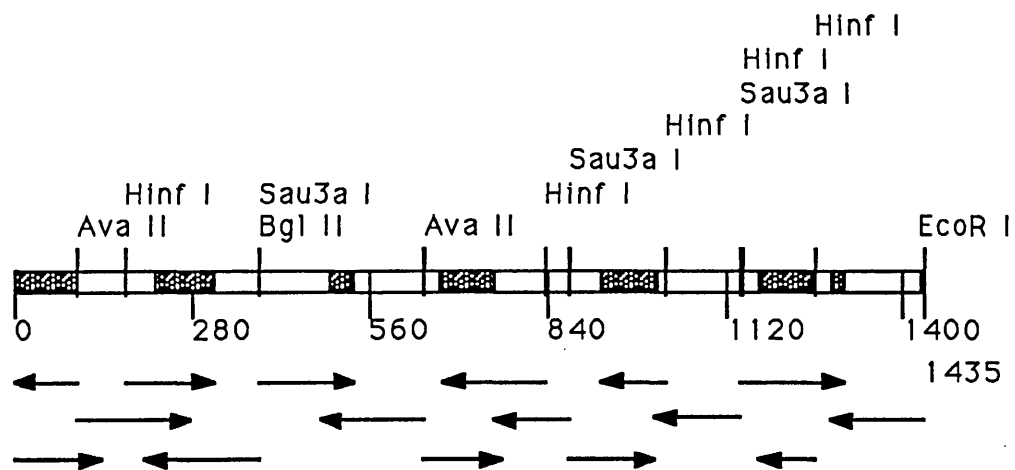 Hinf I
Hinf I
Sau3a I
Hinf I
Sau3a I
Hinf I Sau3a I Hinf I
Ava II Bgl II Ava II EcoR I
0 280 560 840 1120 1400
1435